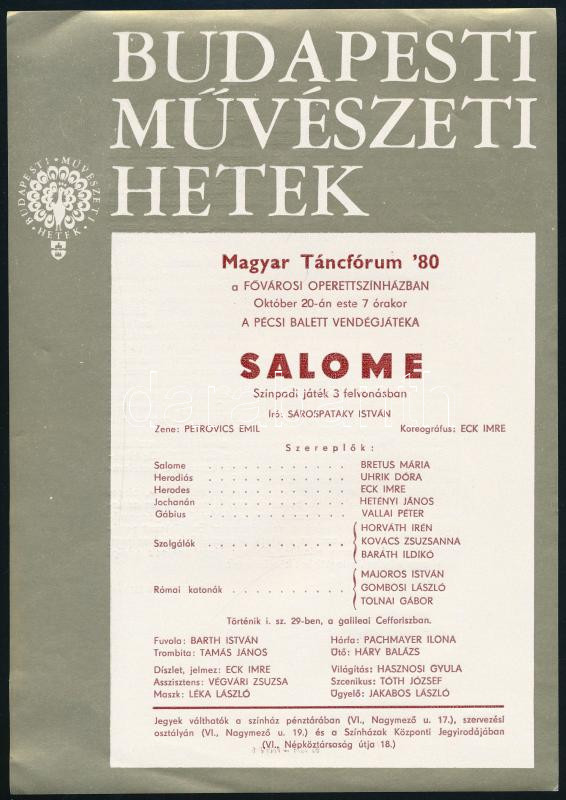 BUDAPESTI
MŰVÉSZETI
HETEK
BUDAPESTI • MŰVÉSZETI
• HETEK •
Magyar Táncfórum '80
a FŐVÁROSI OPERETTSZÍNHÁZBAN
Október 20-án este 7 órakor
A PÉCSI BALETT VENDÉGJÁTÉKA
SALOME
Színpadi játék 3 felvonásban
Író: SÁROSPATAKY ISTVÁN
Zene: PETROVICS EMIL Koreográfus: ECK IMRE
Szereplők:
Salome . . . . . . . . . . . BRETUS MÁRIA
Herodiás . . . . . . . . . . UHRIK DÓRA
Herodes . . . . . . . . . . ECK IMRE
Jochanán . . . . . . . . . . HETÉNYI JÁNOS
Gábius . . . . . . . . . . . VALLAI PÉTER
HORVÁTH IRÉN
Szolgálók . . . . . . . . . . KOVÁCS ZSUZSANNA
BARÁTH ILDIKÓ
MAJOROS ISTVÁN
Római katonák . . . . . . . . GOMBOSI LÁSZLÓ
TOLNAI GÁBOR
Történik i. sz. 29-ben, a galileai Cefforiszban.
Fuvola: BARTH ISTVÁN Hárfa: PACHMAYER ILONA
Trombita: TAMÁS JÁNOS Ütő: HÁRY BALÁZS
Díszlet, jelmez: ECK IMRE Világítás: HASZNOSI GYULA
Asszisztens: VÉGVÁRI ZSUZSA Szcenikus: TÓTH JÓZSEF
Maszk: LÉKA LÁSZLÓ Ügyelő: JAKABOS LÁSZLÓ
Jegyek válthatók a színház pénztárában (VI., Nagymező u. 17.), szervezési
osztályán (VI., Nagymező u. 19.) és a Színházak Központi Jegyirodájában
(VI., Népköztársaság útja 18.)